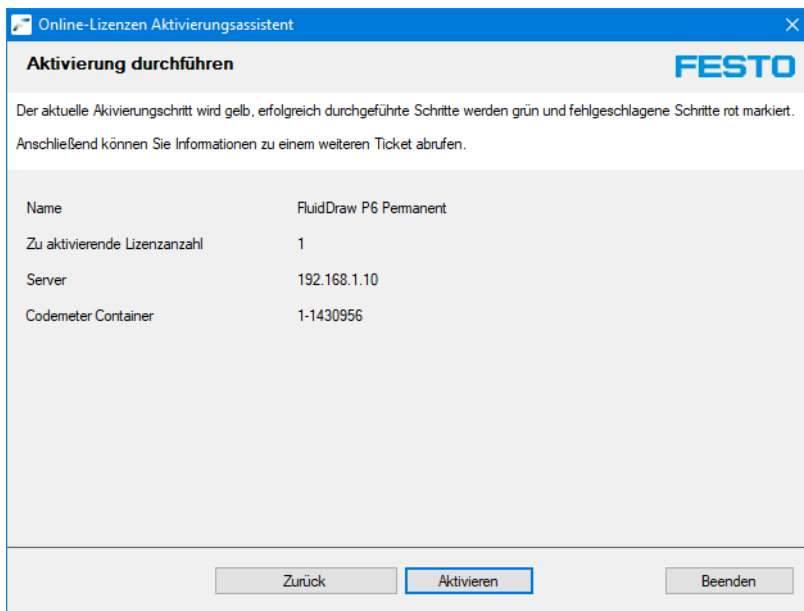 Online-Lizenzen Aktivierungsassistent
Aktivierung durchführen
FESTO
Der aktuelle Akivierungschritt wird gelb, erfolgreich durchgeführte Schritte werden grün und fehlgeschlagene Schritte rot markiert.
Anschließend können Sie Informationen zu einem weiteren Ticket abrufen.
Name FluidDraw P6 Permanent
Zu aktivierende Lizenzanzahl 1
Server 192.168.1.10
Codemeter Container 1-1430956
Zurück Aktivieren Beenden